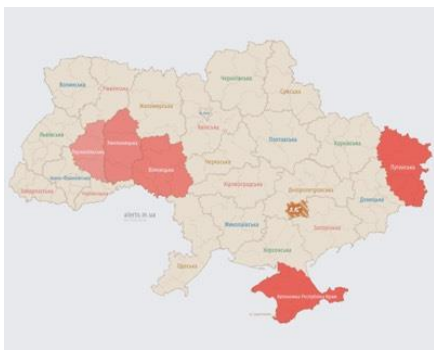 Чернігівська
Волинська
Рівненська
Житомирська
Сумська
Київська
Львівська
Тернопільська
Хмельницька
Полтавська
Харківська
Луганська
Вінницька
Черкаська
Івано-Франківська
Закарпатська
Чернівецька
Кіровоградська
Дніпропетровська
Донецька
alerts.in.ua
Миколаївська
Запорізька
Одеська
Херсонська
Автономна Республіка Крим